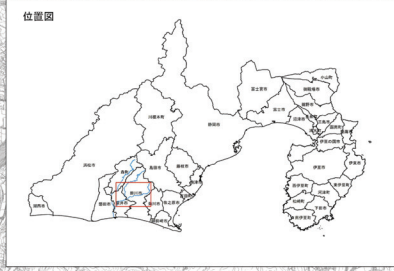 位置図
小山町
御殿場市
富士宮市
裾野市
富士市
川根本町
沼津市
長泉町
三島市
静岡市
函南町
熱海市
伊豆の国市
浜松市
森町
島田市
藤枝市
伊豆市
伊東市
焼津市
掛川市
西伊豆町
東伊豆町
磐田市
袋井市
菊川市
牧之原市
河津町
湖西市
松崎町
下田市
御前崎市
南伊豆町